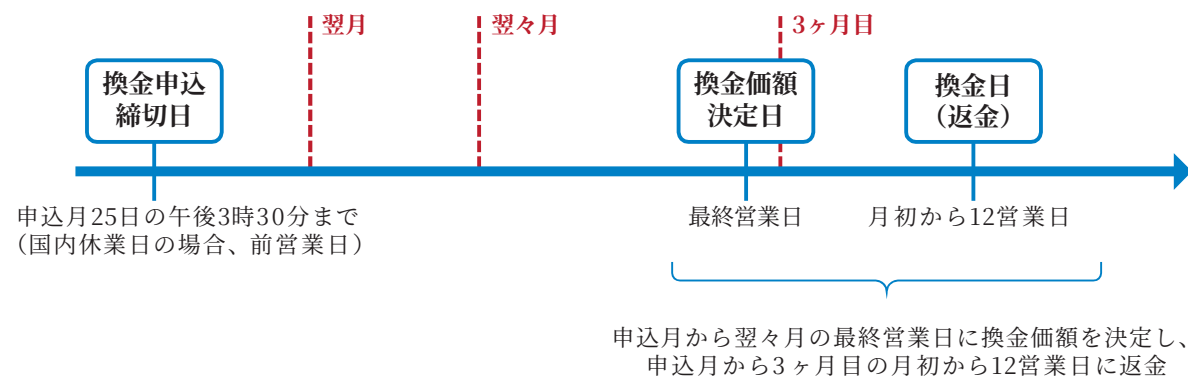 翌月
翌々月
3ヶ月目
換金申込
締切日
換金価額
決定日
換金日
(返金)
申込月25日の午後3時30分まで
(国内休業日の場合、前営業日)
最終営業日
月初から12営業日
申込月から翌々月の最終営業日に換金価額を決定し、
申込月から3ヶ月目の月初から12営業日に返金